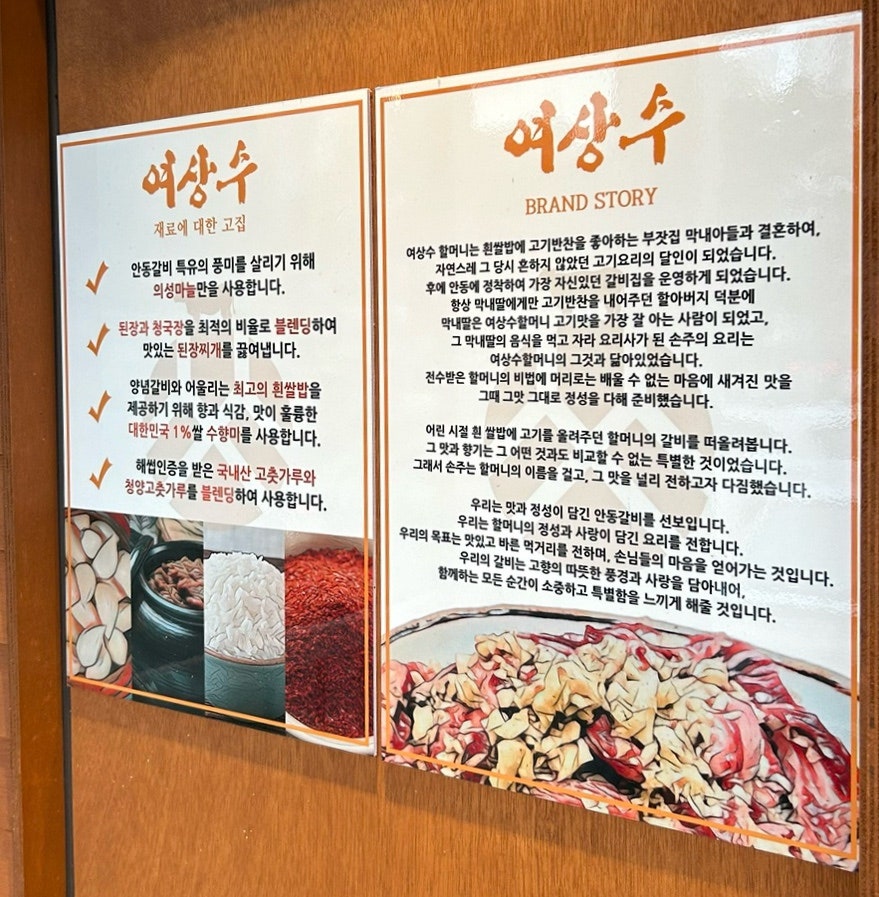 여상수
재료에 대한 고집
안동갈비 특유의 풍미를 살리기 위해
의성마늘만을 사용합니다.
된장과 청국장을 최적의 비율로 블렌딩하여
맛있는 된장찌개를 끓여냅니다.
양념갈비와 어울리는 최고의 흰쌀밥을
제공하기 위해 향과 식감, 맛이 훌륭한
대한민국 1%쌀 수향미를 사용합니다.
해썹인증을 받은 국내산 고춧가루와
청양고춧가루를 블렌딩하여 사용합니다.
여상수
BRAND STORY
여상수 할머니는 흰쌀밥에 고기반찬을 좋아하는 부잣집 막내아들과 결혼하여,
자연스레 그 당시 흔하지 않았던 고기요리의 달인이 되었습니다.
후에 안동에 정착하여 가장 자신있던 갈비집을 운영하게 되었습니다.
항상 막내딸에게만 고기반찬을 내어주던 할아버지 덕분에
막내딸은 여상수할머니 고기맛을 가장 잘 아는 사람이 되었고,
그 막내딸의 음식을 먹고 자라 요리사가 된 손주의 요리는
여상수할머니의 그것과 닮아있었습니다.
전수받은 할머니의 비법에 머리로는 배울 수 없는 마음에 새겨진 맛을
그때 그맛 그대로 정성을 다해 준비했습니다.
어린 시절 흰 쌀밥에 고기를 올려주던 할머니의 갈비를 떠올려봅니다.
그 맛과 향기는 그 어떤 것과도 비교할 수 없는 특별한 것이었습니다.
그래서 손주는 할머니의 이름을 걸고, 그 맛을 널리 전하고자 다짐했습니다.
우리는 맛과 정성이 담긴 안동갈비를 선보입니다.
우리는 할머니의 정성과 사랑이 담긴 요리를 전합니다.
우리의 목표는 맛있고 바른 먹거리를 전하며, 손님들의 마음을 얻어가는 것입니다.
우리의 갈비는 고향의 따뜻한 풍경과 사랑을 담아내어,
함께하는 모든 순간이 소중하고 특별함을 느끼게 해줄 것입니다.